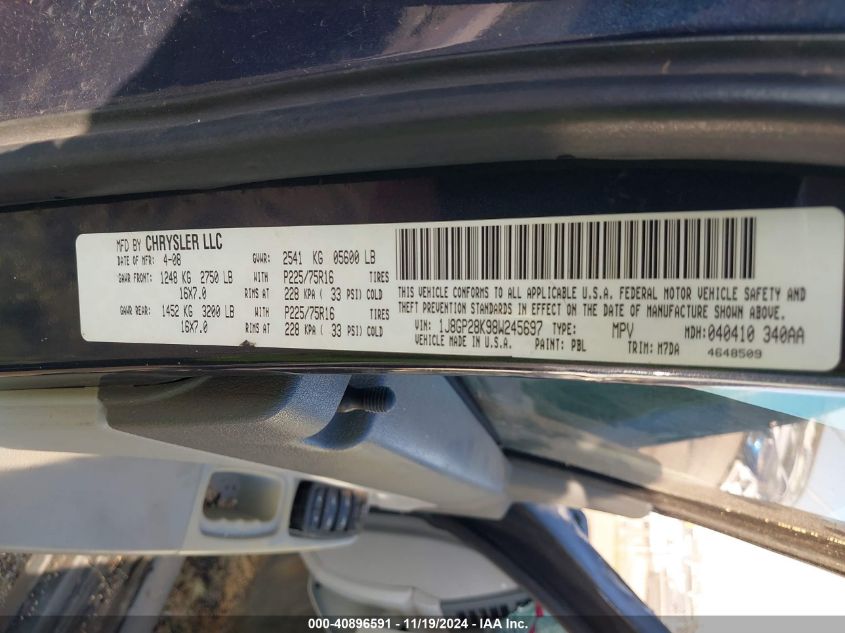 MFD BY CHRYSLER LLC
DATE OF MFR: 4-08 GVWR: 2541 KG 05600 LB
GAWR FRONT: 1248 KG 2750 LB WITH P225/75R16 TIRES
16X7.0 RIMS AT 228 KPA ( 33 PSI) COLD
GAWR REAR: 1452 KG 3200 LB WITH P225/75R16 TIRES
16X7.0 RIMS AT 228 KPA ( 33 PSI) COLD
THIS VEHICLE CONFORMS TO ALL APPLICABLE U.S.A. FEDERAL MOTOR VEHICLE SAFETY AND
THEFT PREVENTION STANDARDS IN EFFECT ON THE DATE OF MANUFACTURE SHOWN ABOVE.
VIN: 1J8GP28K98W245697 TYPE: MPV MDH: 040410 340AA
VEHICLE MADE IN U.S.A. PAINT: PBL TRIM: M7DA 4648509
000-40896591 - 11/19/2024 - IAA Inc.